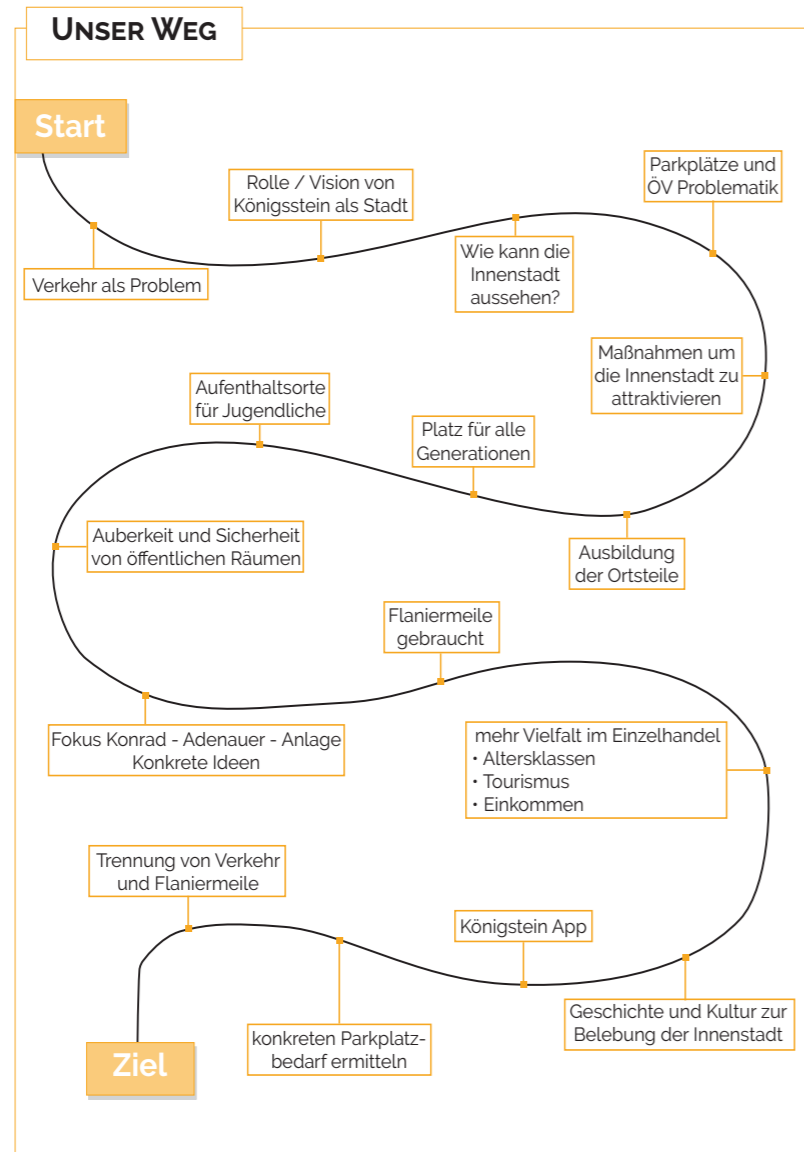 UNSER WEG
Start
Verkehr als Problem
Rolle / Vision von
Königsstein als Stadt
Wie kann die
Innenstadt
aussehen?
Parkplätze und
ÖV Problematik
Maßnahmen um
die Innenstadt zu
attraktivieren
Ausbildung
der Ortsteile
Platz für alle
Generationen
Aufenthaltsorte
für Jugendliche
Auberkeit und Sicherheit
von öffentlichen Räumen
Fokus Konrad - Adenauer - Anlage
Konkrete Ideen
Flaniermeile
gebraucht
mehr Vielfalt im Einzelhandel
• Altersklassen
• Tourismus
• Einkommen
Geschichte und Kultur zur
Belebung der Innenstadt
Königstein App
konkreten Parkplatz-
bedarf ermitteln
Trennung von Verkehr
und Flaniermeile
Ziel